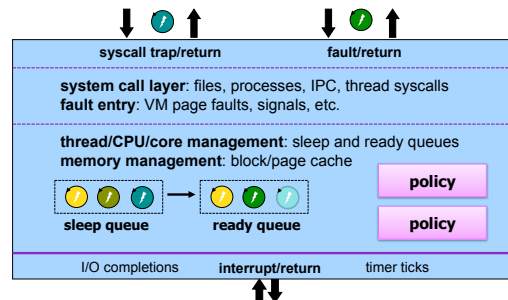 syscall trap/return fault/return
system call layer: files, processes, IPC, thread syscalls
fault entry: VM page faults, signals, etc.
thread/CPU/core management: sleep and ready queues
memory management: block/page cache
policy
sleep queue ready queue
policy
I/O completions interrupt/return timer ticks